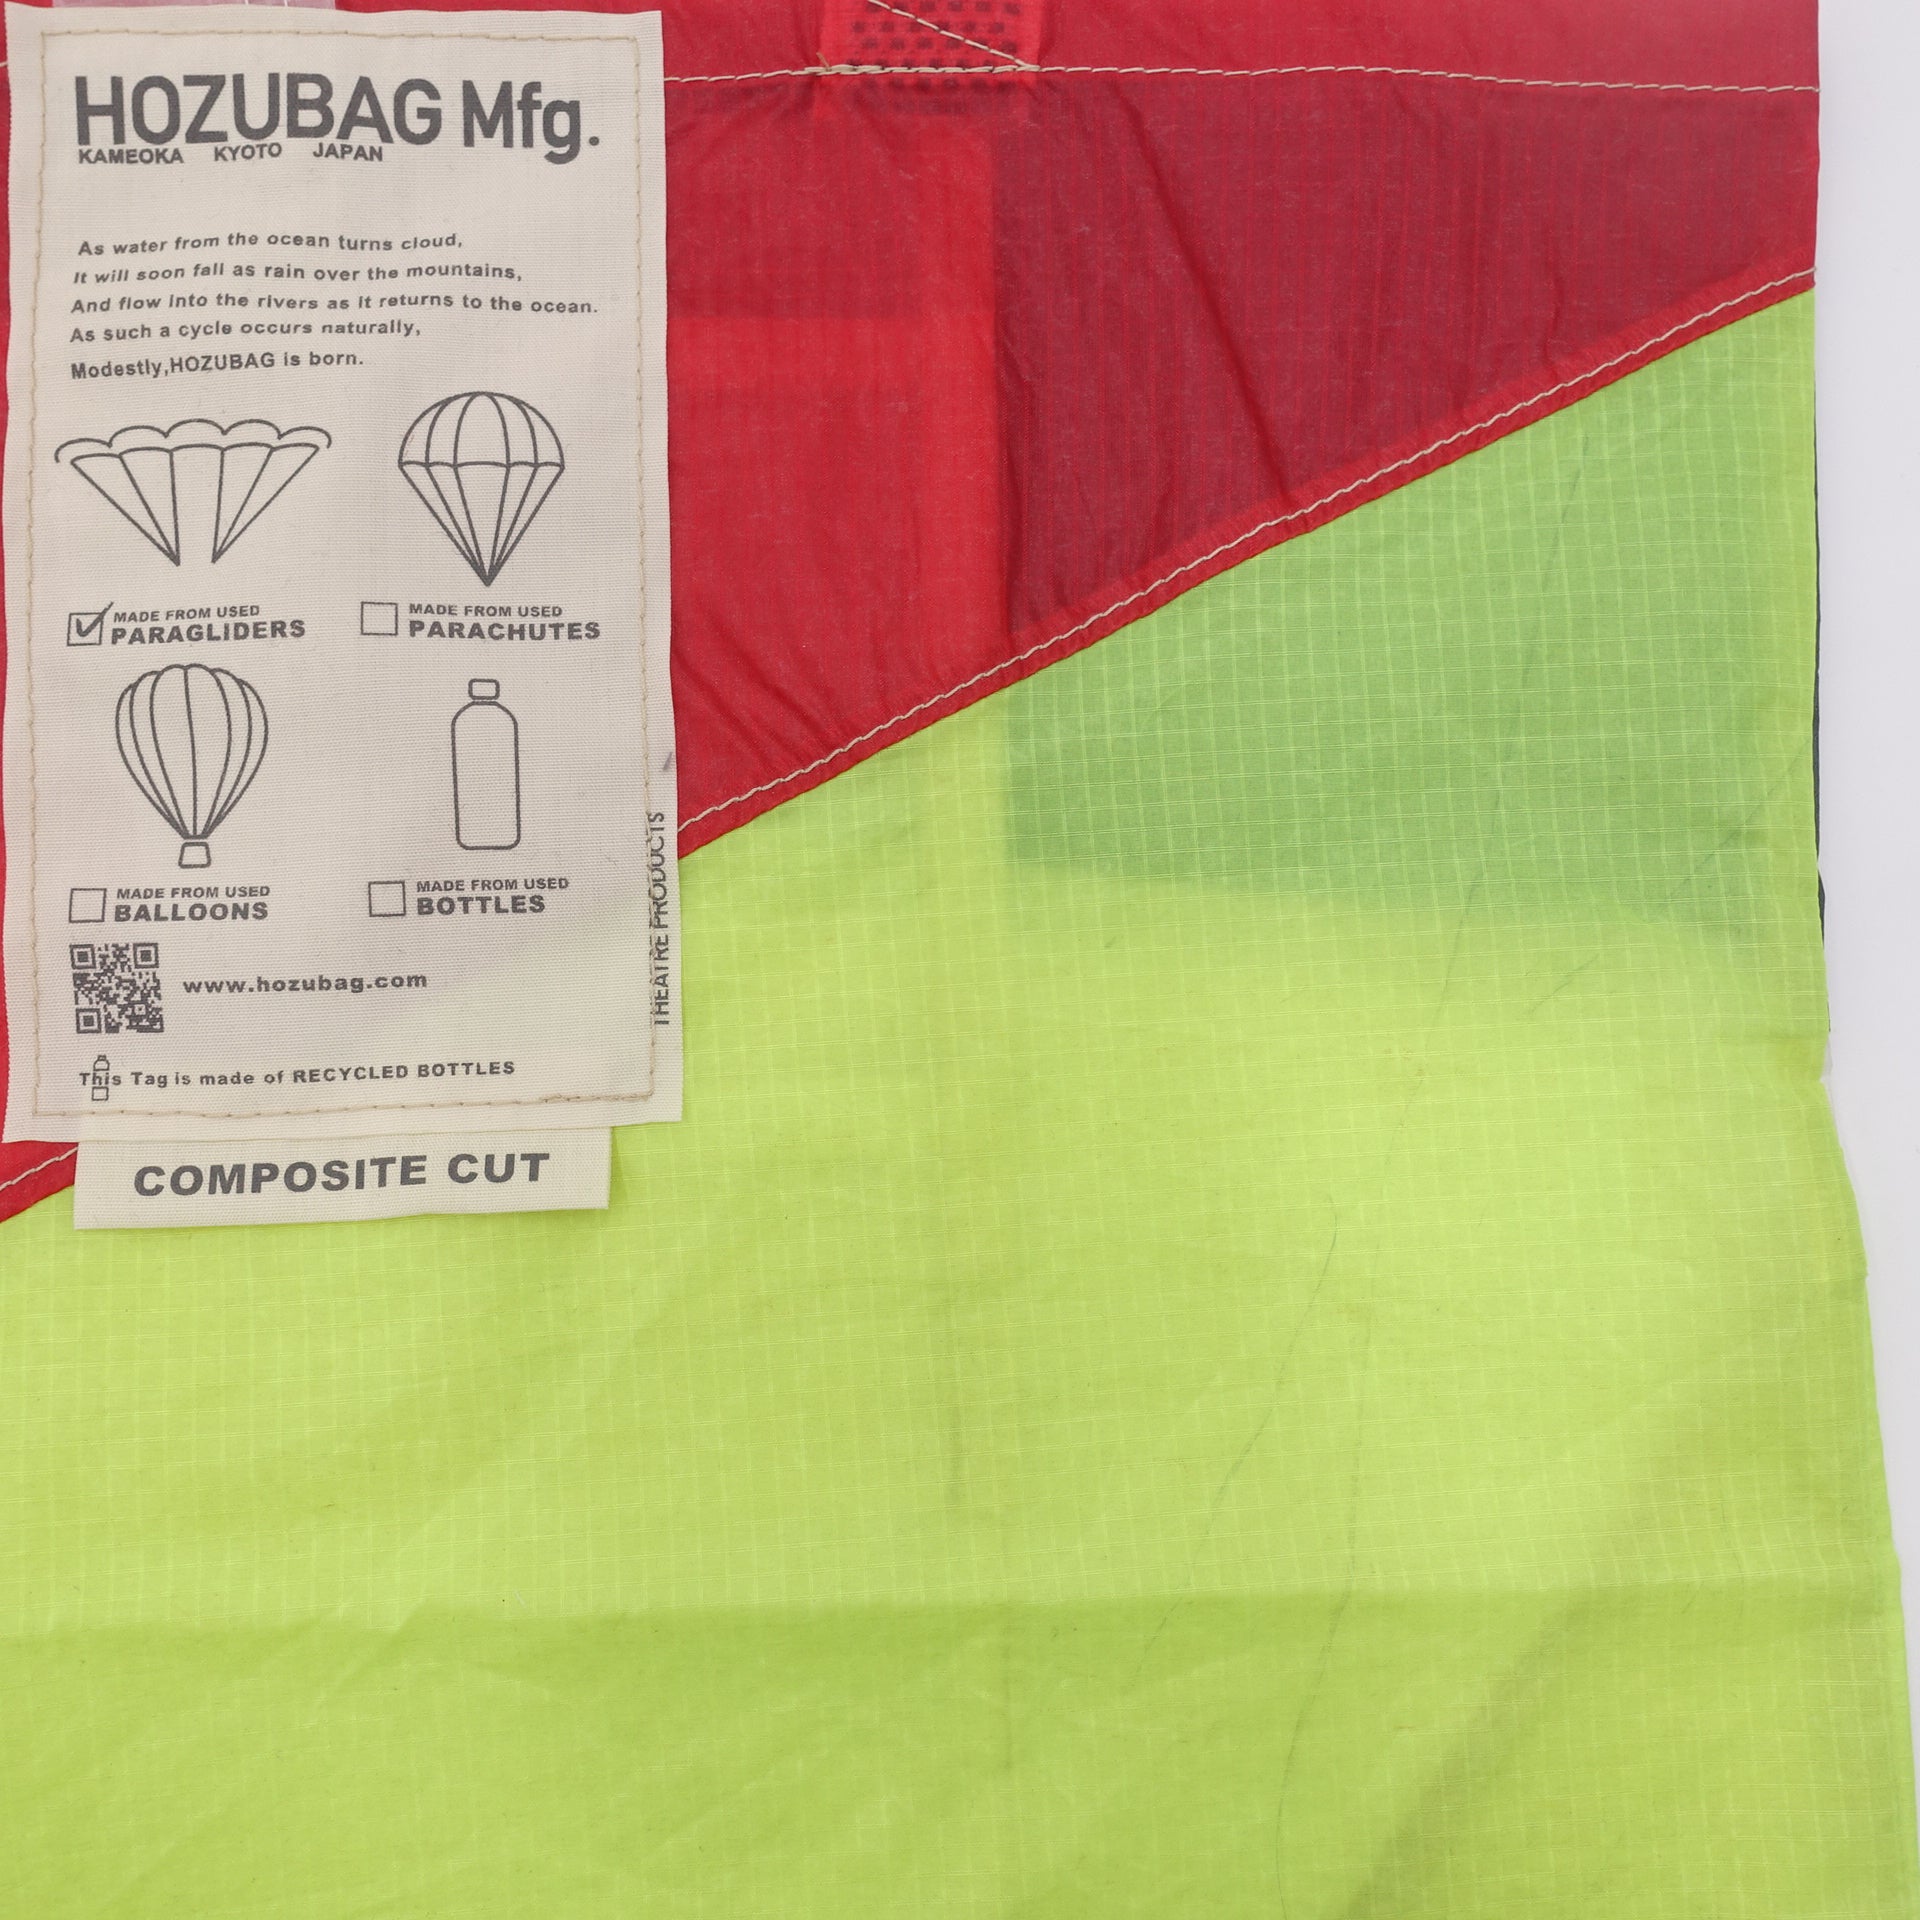 HOZUBAG Mfg.
KAMEOKA KYOTO JAPAN
As water from the ocean turns cloud,
It will soon fall as rain over the mountains,
And flow into the rivers as it returns to the ocean.
As such a cycle occurs naturally,
Modestly,HOZUBAG is born.
MADE FROM USED
PARAGLIDERS
MADE FROM USED
PARACHUTES
MADE FROM USED
BALLOONS
MADE FROM USED
BOTTLES
www.hozubag.com
This Tag is made of RECYCLED BOTTLES
THEATRE PRODUCTS
COMPOSITE CUT